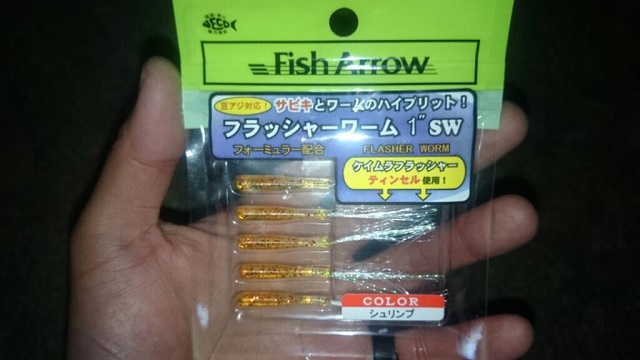 ECO
Fish Arrow
豆アジ対応! サビキとワームのハイブリット!
フラッシャーワーム 1" SW
フォーミュラー配合 FLASHER WORM
ケイムラフラッシャー
ティンセル使用!
COLOR
シュリンプ